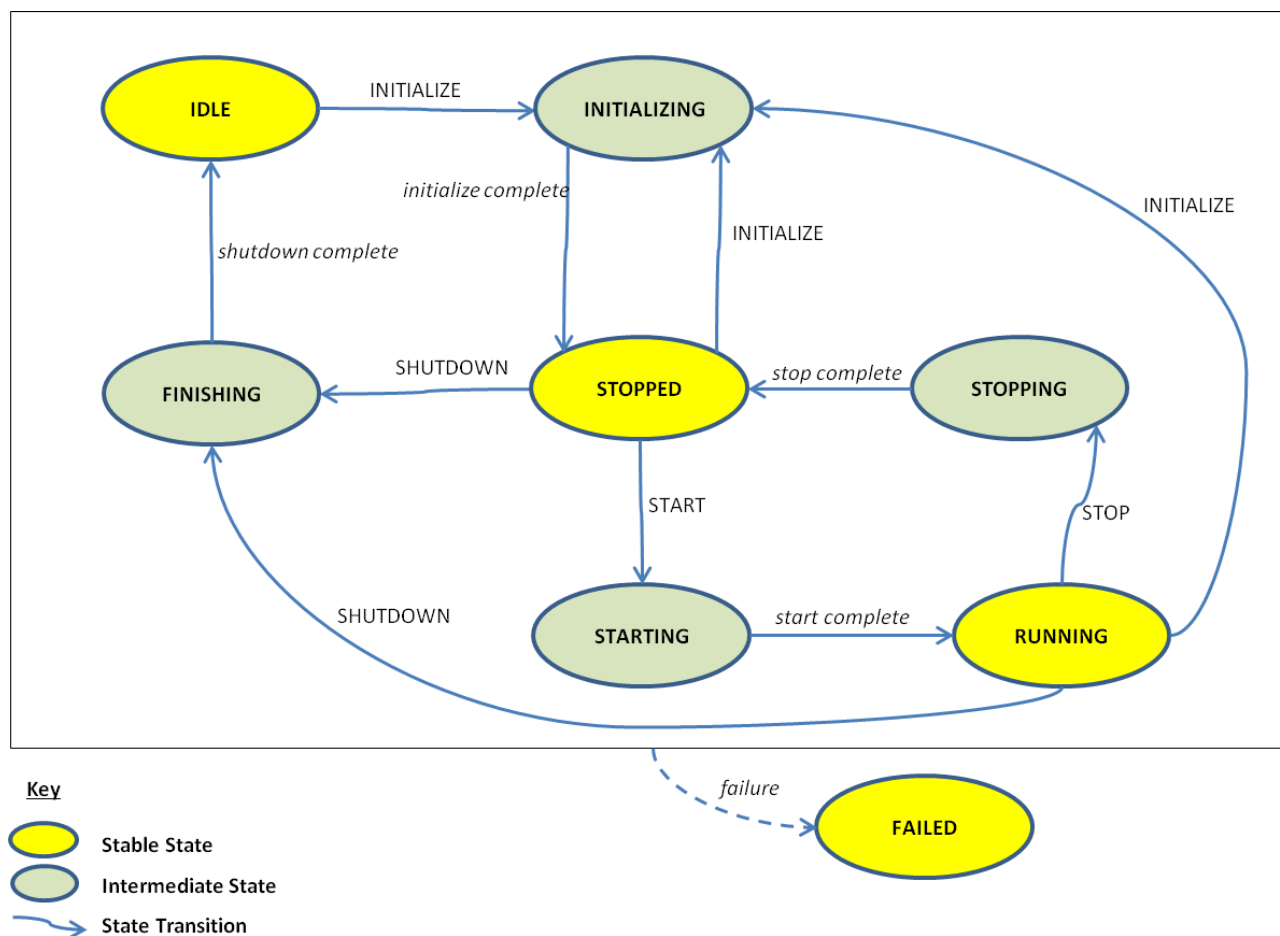 IDLE
INITIALIZE
INITIALIZING
initialize complete
INITIALIZE
INITIALIZE
shutdown complete
FINISHING
SHUTDOWN
STOPPED
stop complete
STOPPING
START
STOP
SHUTDOWN
STARTING
start complete
RUNNING
failure
FAILED
Key
Stable State
Intermediate State
State Transition